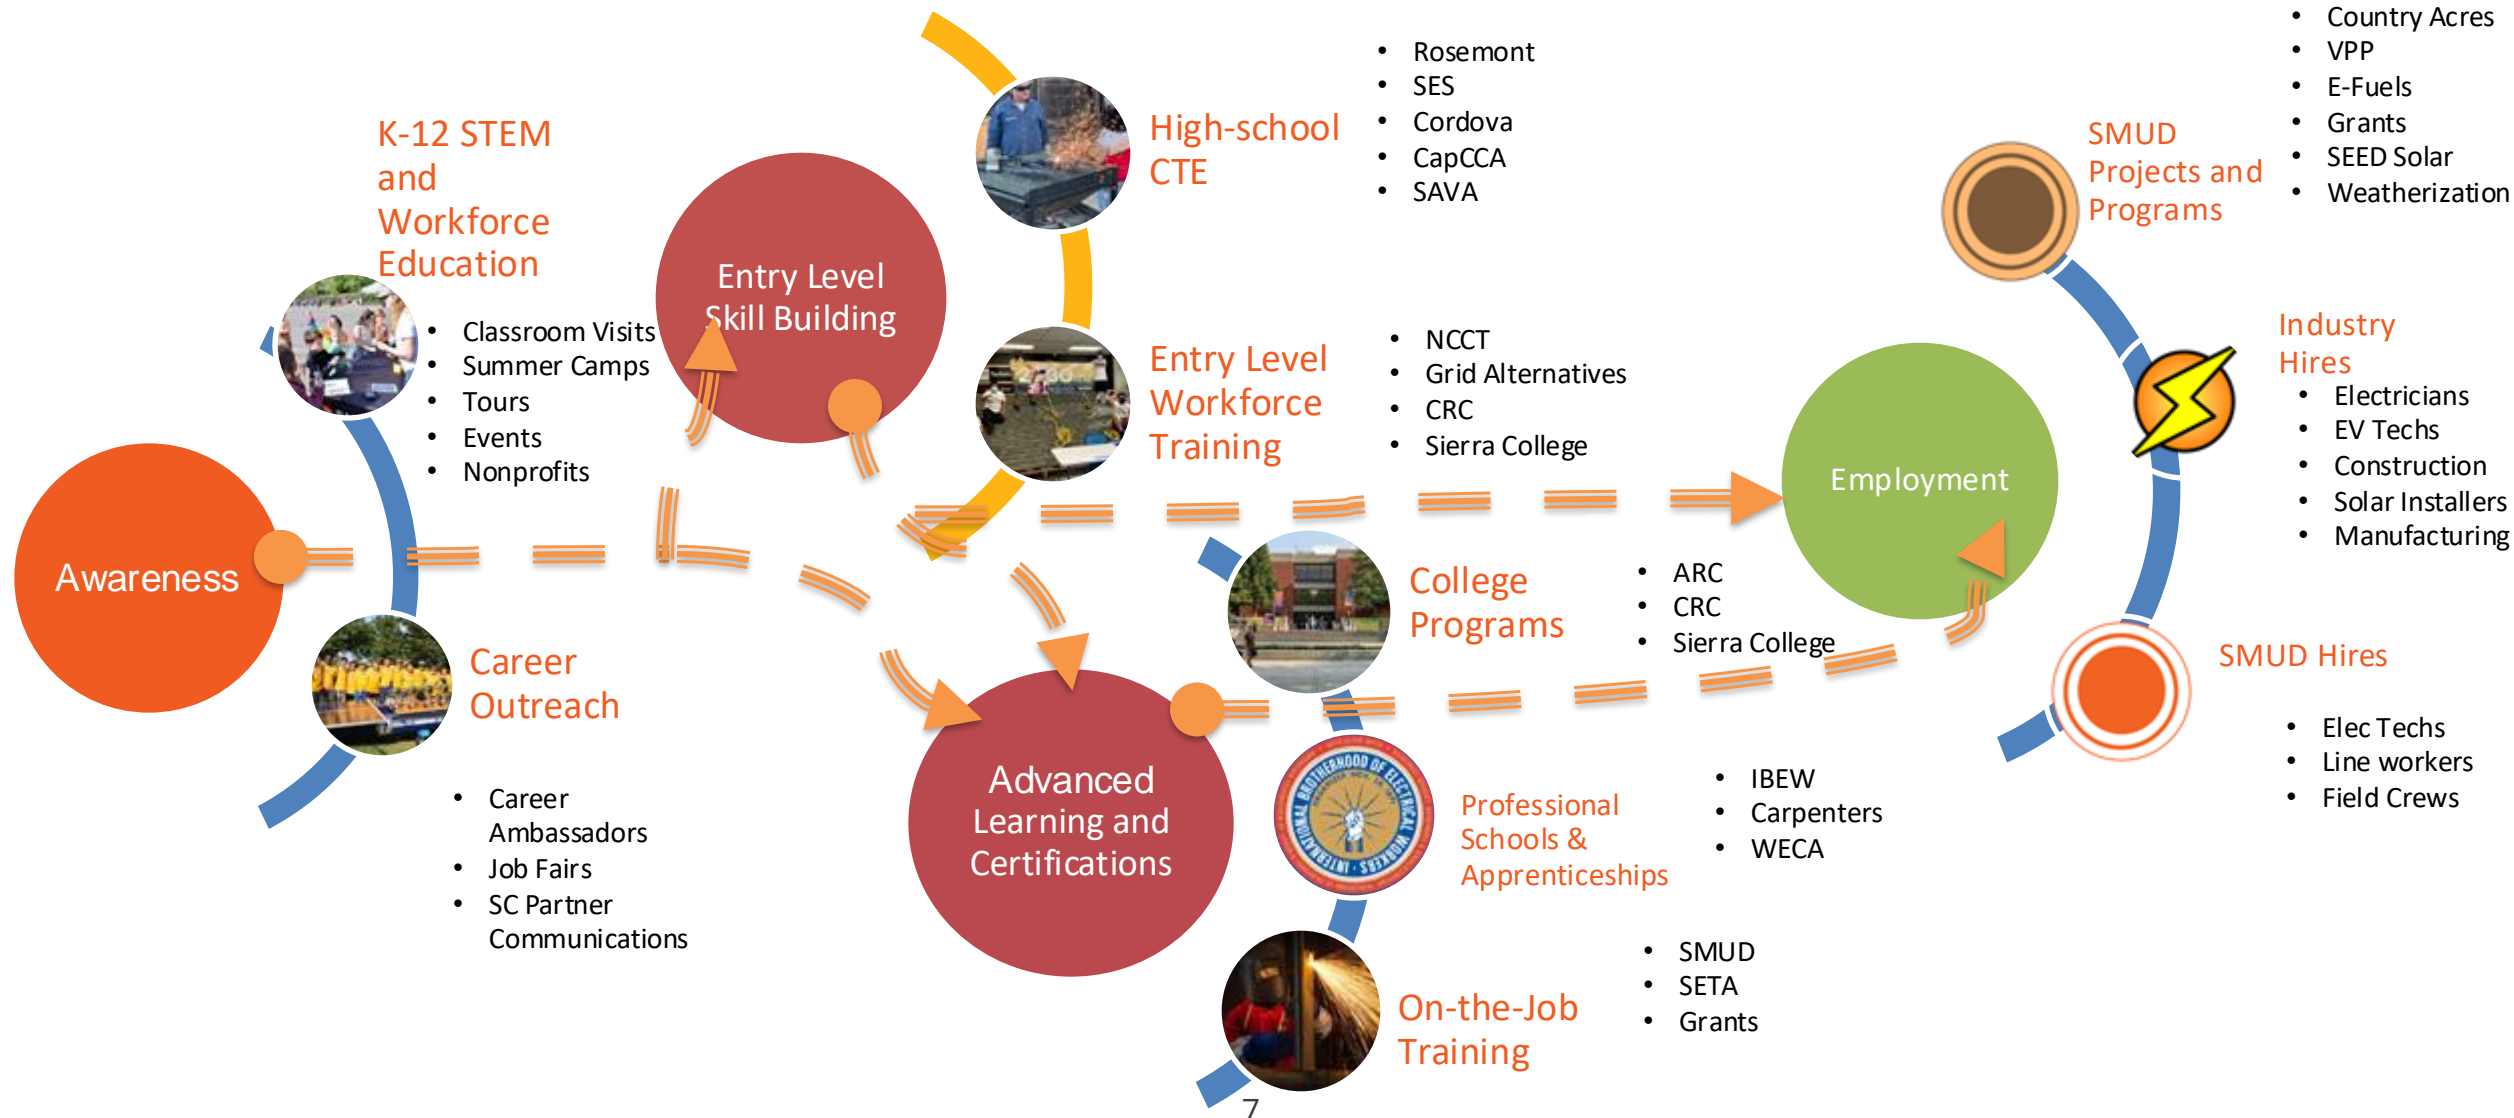 Awareness
K-12 STEM
and
Workforce
Education
• Classroom Visits
• Summer Camps
• Tours
• Events
• Nonprofits
Career
Outreach
• Career
Ambassadors
• Job Fairs
• SC Partner
Communications
Entry Level
Skill Building
High-school
CTE
• Rosemont
• SES
• Cordova
• CapCCA
• SAVA
Entry Level
Workforce
Training
• NCCT
• Grid Alternatives
• CRC
• Sierra College
Advanced
Learning and
Certifications
College
Programs
• ARC
• CRC
• Sierra College
INTERNATIONAL BROTHERHOOD OF ELECTRICAL WORKERS
Professional
Schools &
Apprenticeships
• IBEW
• Carpenters
• WECA
On-the-Job
Training
• SMUD
• SETA
• Grants
Employment
SMUD
Projects and
Programs
• Country Acres
• VPP
• E-Fuels
• Grants
• SEED Solar
• Weatherization
Industry
Hires
• Electricians
• EV Techs
• Construction
• Solar Installers
• Manufacturing
SMUD Hires
• Elec Techs
• Line workers
• Field Crews
7